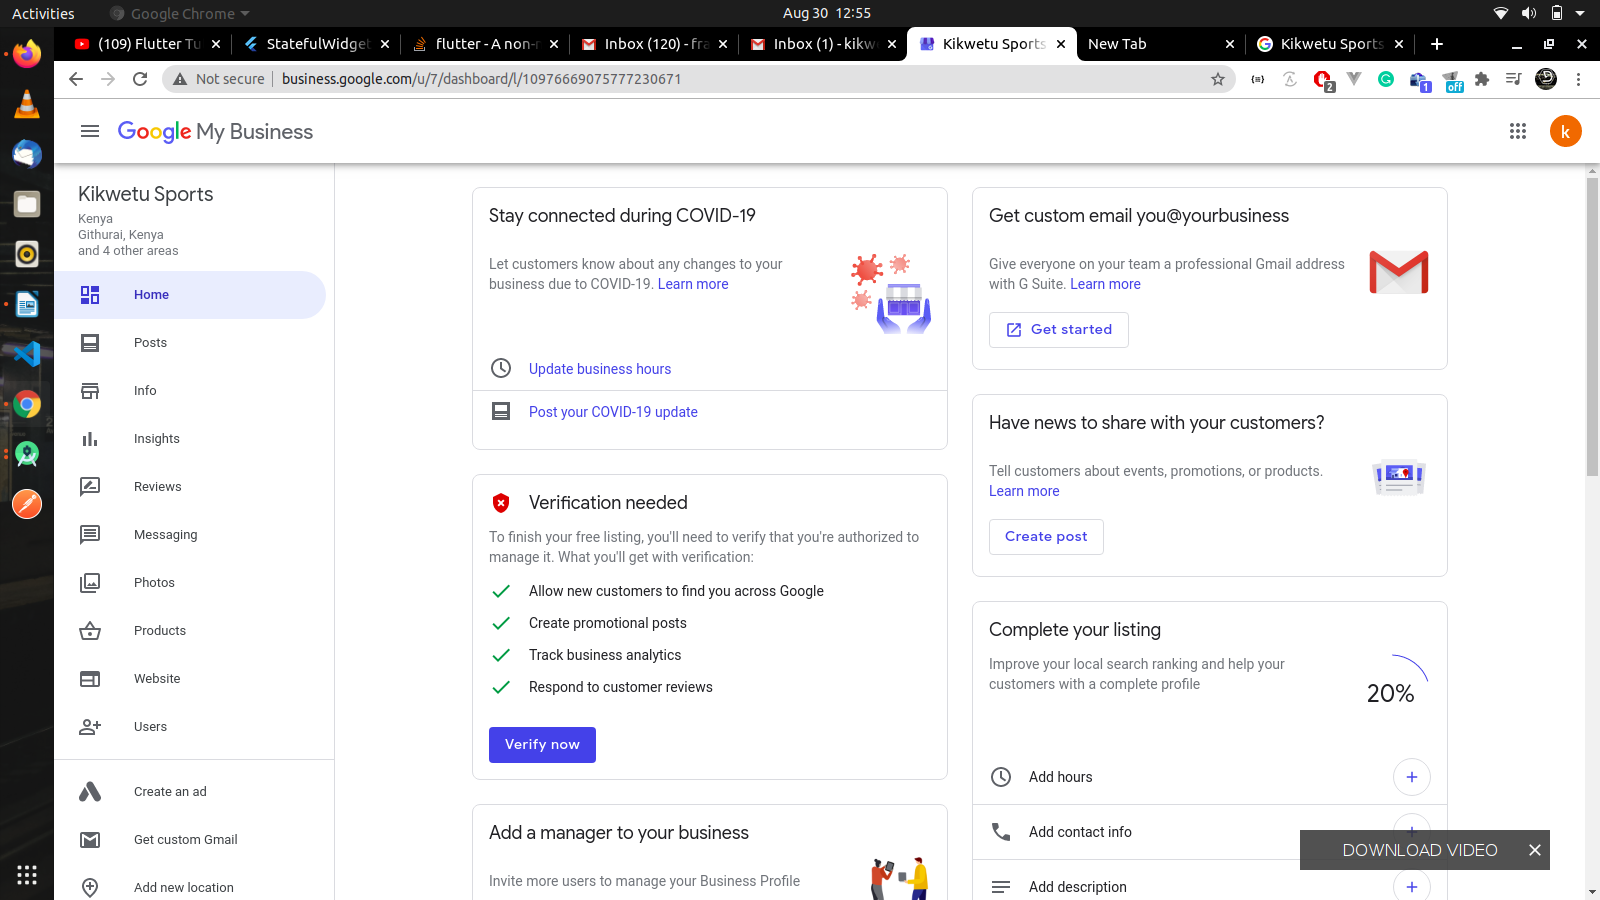 Activities
Google Chrome
Aug 30 12:55
(109) Flutter Tu
StatefulWidget
flutter - A non-r
Inbox (120) - fra
Inbox (1) - kikw
Kikwetu Sports
New Tab
Kikwetu Sports
Not secure
business.google.com/u/7/dashboard/l/10976669075777230671
2
1
off
Google My Business
k
Kikwetu Sports
Kenya
Githurai, Kenya
and 4 other areas
Home
Posts
Info
Insights
Reviews
Messaging
Photos
Products
Website
Users
Create an ad
Get custom Gmail
Add new location
Stay connected during COVID-19
Let customers know about any changes to your
business due to COVID-19. Learn more
Update business hours
Post your COVID-19 update
Verification needed
To finish your free listing, you'll need to verify that you're authorized to
manage it. What you'll get with verification:
Allow new customers to find you across Google
Create promotional posts
Track business analytics
Respond to customer reviews
Verify now
Add a manager to your business
Invite more users to manage your Business Profile
Get custom email you@yourbusiness
Give everyone on your team a professional Gmail address
with G Suite. Learn more
Get started
Have news to share with your customers?
Tell customers about events, promotions, or products.
Learn more
Create post
Complete your listing
Improve your local search ranking and help your
customers with a complete profile
20%
Add hours
Add contact info
Add description
DOWNLOAD VIDEO